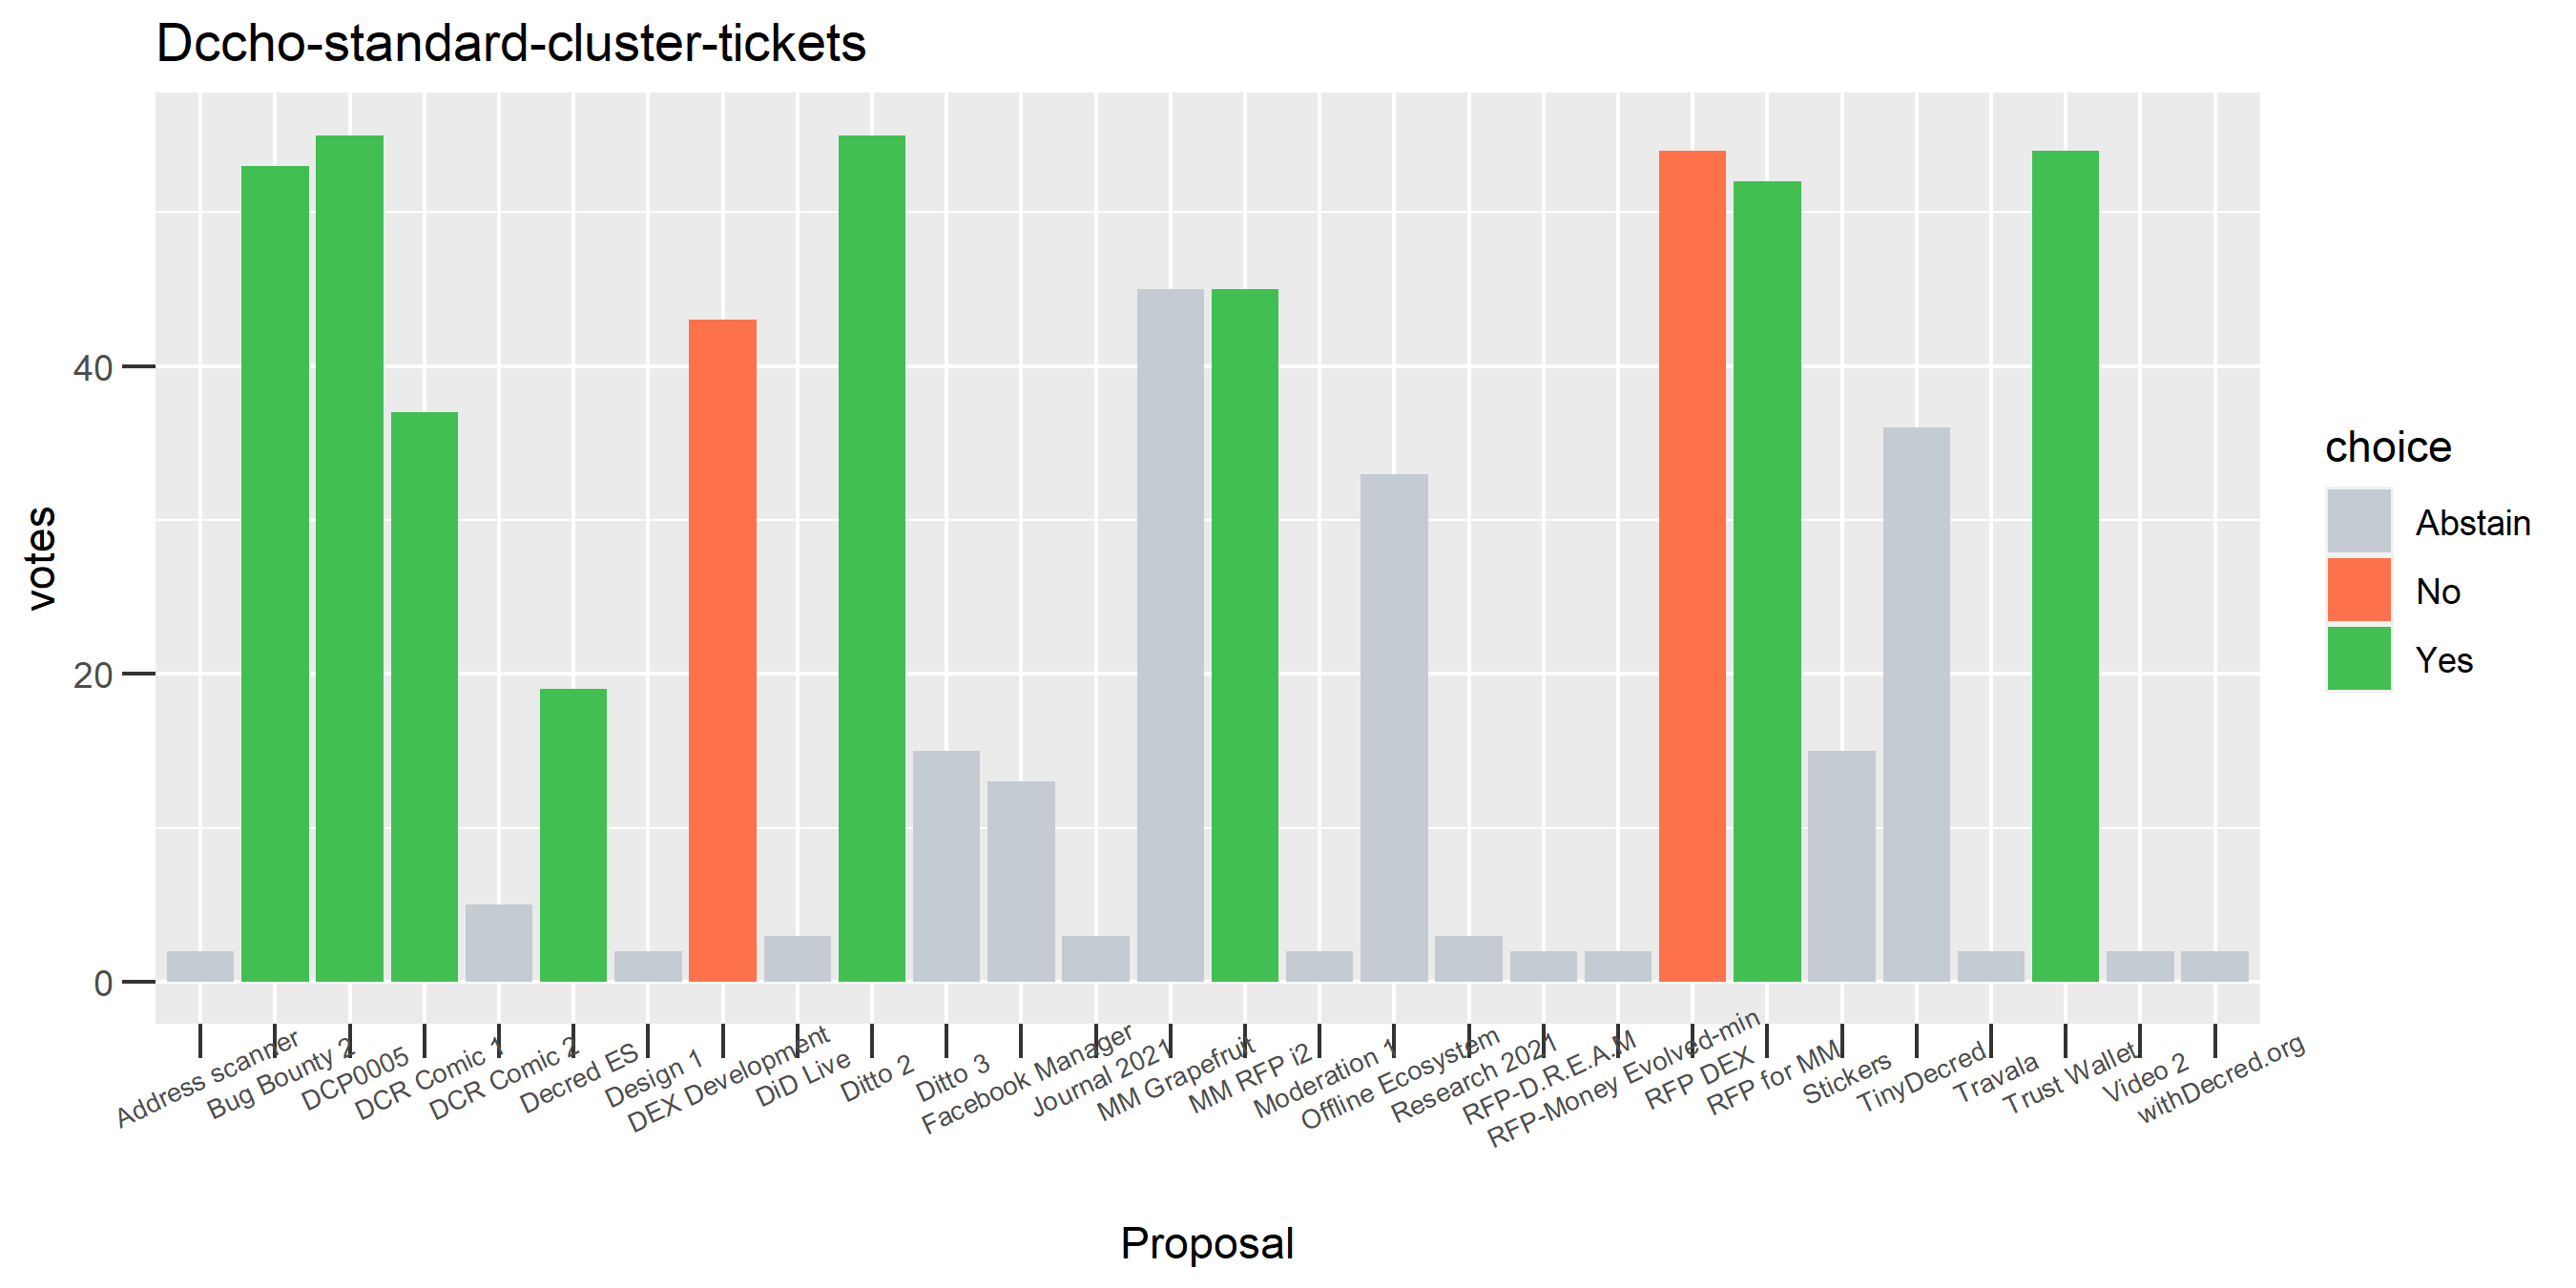 Dccho-standard-cluster-tickets
votes
40
20
0
Address scanner
Bug Bounty 2
DCP0005
DCR Comic 1
DCR Comic 2
Decred ES
Design 1
DEX Development
DiD Live
Ditto 2
Ditto 3
Facebook Manager
Journal 2021
MM Grapefruit
MM RFP i2
Moderation 1
Offline Ecosystem
Research 2021
RFP-D.R.E.A.M
RFP-Money Evolved-min
RFP DEX
RFP for MM
Stickers
TinyDecred
Travala
Trust Wallet
Video 2
withDecred.org
Proposal
choice
Abstain
No
Yes